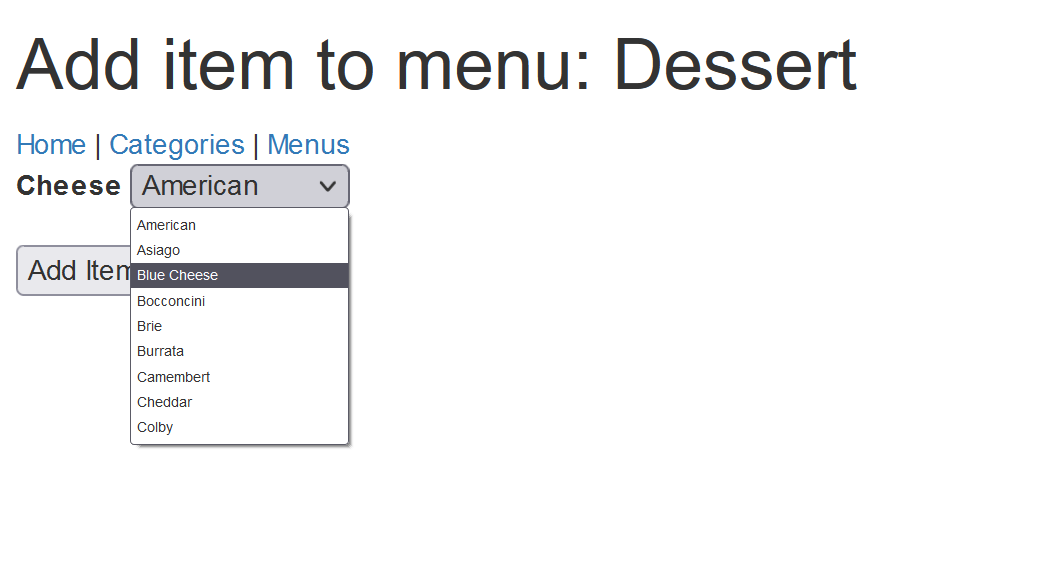 Add item to menu: Dessert
Home | Categories | Menus
Cheese American
American
Asiago
Add Item
Blue Cheese
Bocconcini
Brie
Burrata
Camembert
Cheddar
Colby